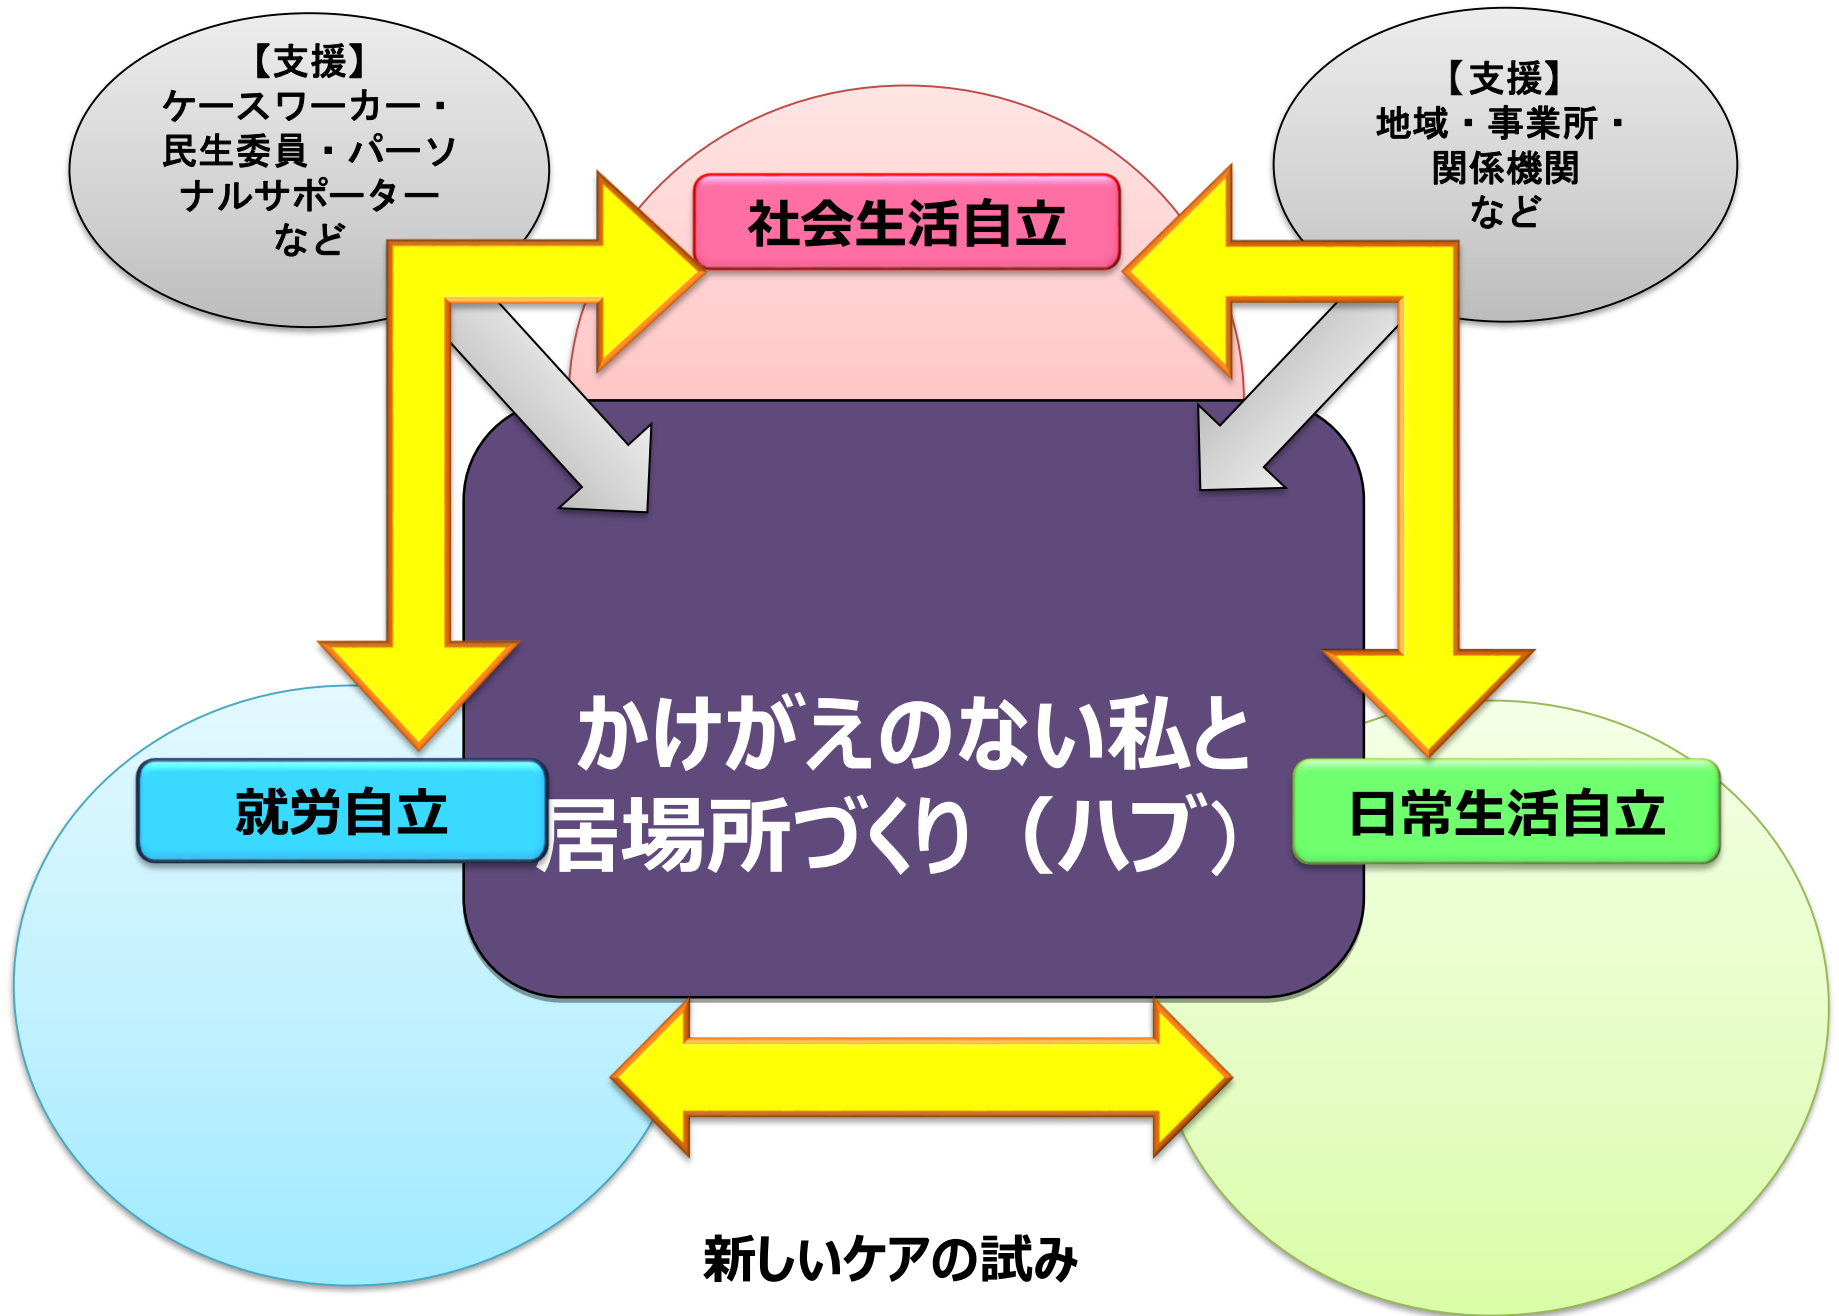 【支援】
ケースワーカー・
民生委員・パーソ
ナルサポーター
など
【支援】
地域・事業所・
関係機関
など
社会生活自立
かけがえのない私と
居場所づくり（ハブ）
就労自立
日常生活自立
新しいケアの試み